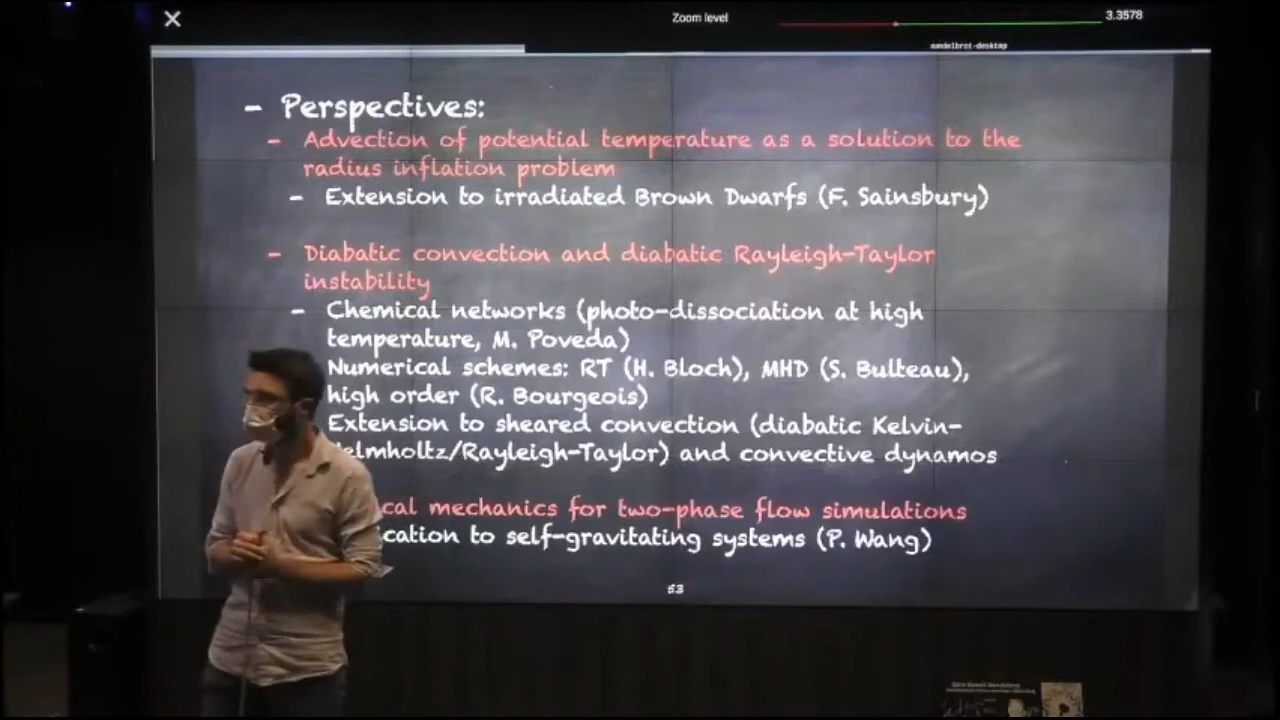 Zoom level
3.3578
mandelbrot-desktop
- Perspectives:
- Advection of potential temperature as a solution to the
radius inflation problem
- Extension to irradiated Brown Dwarfs (F. Sainsbury)
- Diabatic convection and diabatic Rayleigh-Taylor
instability
- Chemical networks (photo-dissociation at high
temperature, M. Poveda)
Numerical schemes: RT (H. Bloch), MHD (S. Bulteau),
high order (R. Bourgeois)
Extension to sheared convection (diabatic Kelvin-
elmholtz/Rayleigh-Taylor) and convective dynamos
cal mechanics for two-phase flow simulations
ication to self-gravitating systems (P. Wang)
53